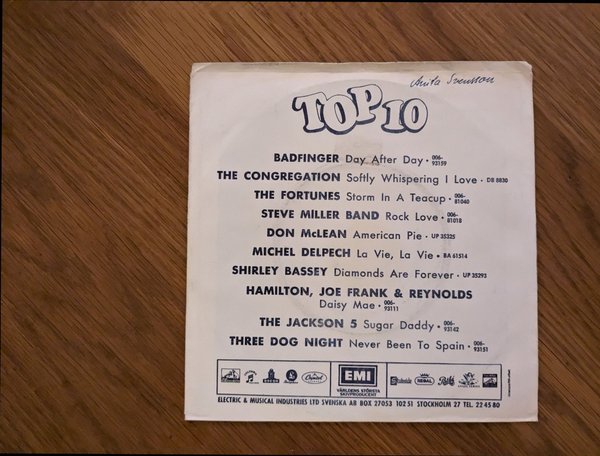 Anita Svensson
TOP 10
BADFINGER Day After Day • 006-93159
THE CONGREGATION Softly Whispering I Love • DB 8830
THE FORTUNES Storm In A Teacup • 006-81040
STEVE MILLER BAND Rock Love • 006-81018
DON McLEAN American Pie • UP 35325
MICHEL DELPECH La Vie, La Vie • BA 61514
SHIRLEY BASSEY Diamonds Are Forever • UP 35293
HAMILTON, JOE FRANK & REYNOLDS
Daisy Mae • 006-93111
THE JACKSON 5 Sugar Daddy • 006-93142
THREE DOG NIGHT Never Been To Spain • 006-93151
Capitol
EMI
VÄRLDENS STÖRSTA
SKIVPRODUCENT
Stateside
REGAL
ELECTRIC & MUSICAL INDUSTRIES LTD SVENSKA AB BOX 27053 102 51 STOCKHOLM 27 TEL. 22 45 80